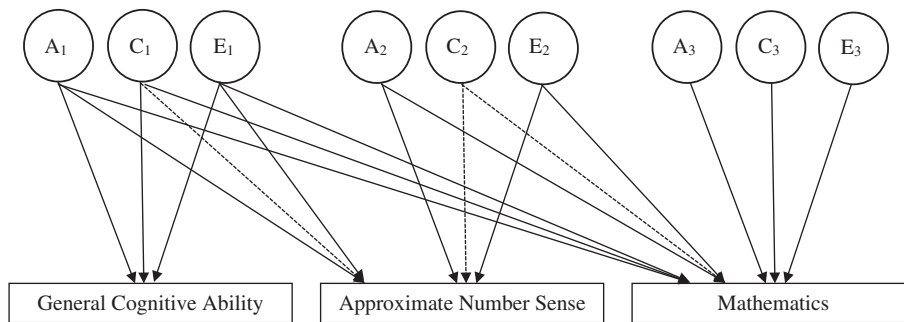 A1 C1 E1 A2 C2 E2 A3 C3 E3
General Cognitive Ability Approximate Number Sense Mathematics